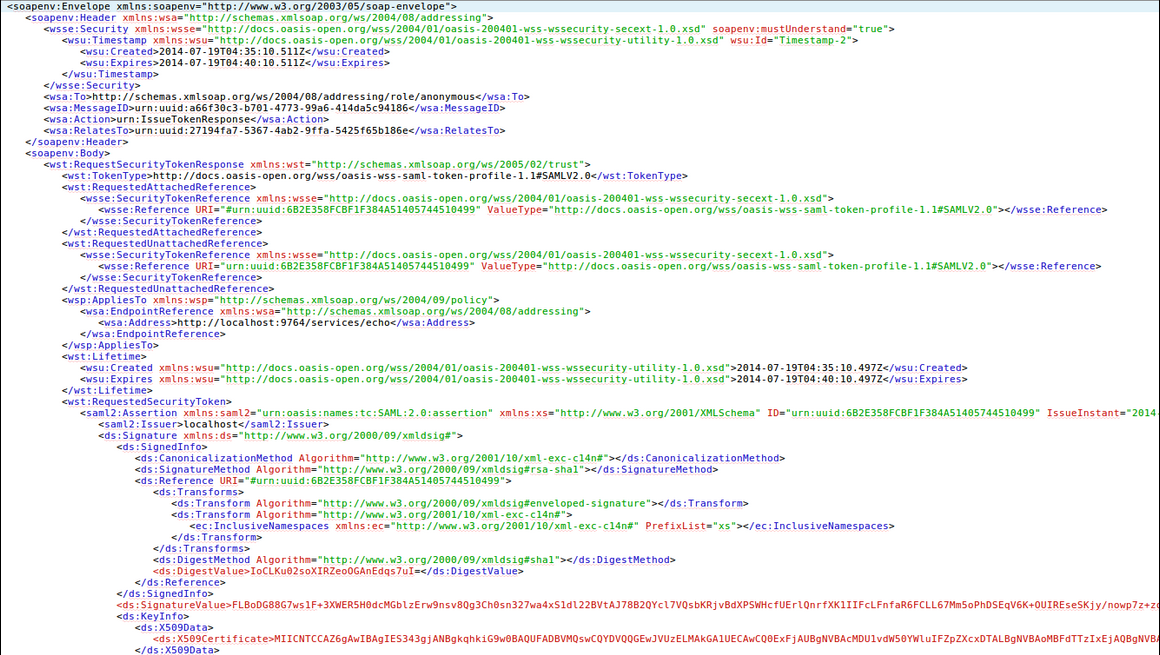 <soapenv:Envelope xmlns:soapenv="http://www.w3.org/2003/05/soap-envelope">
<soapenv:Header xmlns:wsa="http://schemas.xmlsoap.org/ws/2004/08/addressing">
<wsse:Security xmlns:wsse="http://docs.oasis-open.org/wss/2004/01/oasis-200401-wss-wssecurity-secext-1.0.xsd" soapenv:mustUnderstand="true">
<wsu:Timestamp xmlns:wsu="http://docs.oasis-open.org/wss/2004/01/oasis-200401-wss-wssecurity-utility-1.0.xsd" wsu:Id="Timestamp-2">
<wsu:Created>2014-07-19T04:35:10.511Z</wsu:Created>
<wsu:Expires>2014-07-19T04:40:10.511Z</wsu:Expires>
</wsu:Timestamp>
</wsse:Security>
<wsa:To>http://schemas.xmlsoap.org/ws/2004/08/addressing/role/anonymous</wsa:To>
<wsa:MessageID>urn:uuid:a66f30c3-b701-4773-99a6-414da5c94186</wsa:MessageID>
<wsa:Action>urn:IssueTokenResponse</wsa:Action>
<wsa:RelatesTo>urn:uuid:27194fa7-5367-4ab2-9ffa-5425f65b186e</wsa:RelatesTo>
</soapenv:Header>
<soapenv:Body>
<wst:RequestSecurityTokenResponse xmlns:wst="http://schemas.xmlsoap.org/ws/2005/02/trust">
<wst:TokenType>http://docs.oasis-open.org/wss/oasis-wss-saml-token-profile-1.1#SAMLV2.0</wst:TokenType>
<wst:RequestedAttachedReference>
<wsse:SecurityTokenReference xmlns:wsse="http://docs.oasis-open.org/wss/2004/01/oasis-200401-wss-wssecurity-secext-1.0.xsd">
<wsse:Reference URI="#urn:uuid:6B2E358FCBF1F384A51405744510499" ValueType="http://docs.oasis-open.org/wss/oasis-wss-saml-token-profile-1.1#SAMLV2.0"></wsse:Reference>
</wsse:SecurityTokenReference>
</wst:RequestedAttachedReference>
<wst:RequestedUnattachedReference>
<wsse:SecurityTokenReference xmlns:wsse="http://docs.oasis-open.org/wss/2004/01/oasis-200401-wss-wssecurity-secext-1.0.xsd">
<wsse:Reference URI="urn:uuid:6B2E358FCBF1F384A51405744510499" ValueType="http://docs.oasis-open.org/wss/oasis-wss-saml-token-profile-1.1#SAMLV2.0"></wsse:Reference>
</wsse:SecurityTokenReference>
</wst:RequestedUnattachedReference>
<wsp:AppliesTo xmlns:wsp="http://schemas.xmlsoap.org/ws/2004/09/policy">
<wsa:EndpointReference xmlns:wsa="http://schemas.xmlsoap.org/ws/2004/08/addressing">
<wsa:Address>http://localhost:9764/services/echo</wsa:Address>
</wsa:EndpointReference>
</wsp:AppliesTo>
<wst:Lifetime>
<wsu:Created xmlns:wsu="http://docs.oasis-open.org/wss/2004/01/oasis-200401-wss-wssecurity-utility-1.0.xsd">2014-07-19T04:35:10.497Z</wsu:Created>
<wsu:Expires xmlns:wsu="http://docs.oasis-open.org/wss/2004/01/oasis-200401-wss-wssecurity-utility-1.0.xsd">2014-07-19T04:40:10.497Z</wsu:Expires>
</wst:Lifetime>
<wst:RequestedSecurityToken>
<saml2:Assertion xmlns:saml2="urn:oasis:names:tc:SAML:2.0:assertion" xmlns:xs="http://www.w3.org/2001/XMLSchema" ID="urn:uuid:6B2E358FCBF1F384A51405744510499" IssueInstant="2014-
<saml2:Issuer>localhost</saml2:Issuer>
<ds:Signature xmlns:ds="http://www.w3.org/2000/09/xmldsig#">
<ds:SignedInfo>
<ds:CanonicalizationMethod Algorithm="http://www.w3.org/2001/10/xml-exc-c14n#"></ds:CanonicalizationMethod>
<ds:SignatureMethod Algorithm="http://www.w3.org/2000/09/xmldsig#rsa-sha1"></ds:SignatureMethod>
<ds:Reference URI="#urn:uuid:6B2E358FCBF1F384A51405744510499">
<ds:Transforms>
<ds:Transform Algorithm="http://www.w3.org/2000/09/xmldsig#enveloped-signature"></ds:Transform>
<ds:Transform Algorithm="http://www.w3.org/2001/10/xml-exc-c14n#">
<ec:InclusiveNamespaces xmlns:ec="http://www.w3.org/2001/10/xml-exc-c14n#" PrefixList="xs"></ec:InclusiveNamespaces>
</ds:Transform>
</ds:Transforms>
<ds:DigestMethod Algorithm="http://www.w3.org/2000/09/xmldsig#sha1"></ds:DigestMethod>
<ds:DigestValue>IoCLKu02soXIRZeoOGAnEdqs7uI=</ds:DigestValue>
</ds:Reference>
</ds:SignedInfo>
<ds:SignatureValue>FLBoDG88G7ws1F+3XWER5H0dcMGblzErw9nsv8Qg3Ch0sn327wa4xS1dl22BVtAJ78B2QYcl7VQsbKRjvBdXPSWHcfUErlQnrfXK1IIFcLFnfaR6FCLL67Mm5oPhDSEqV6K+OUIREseSKjy/nowp7z+zc
<ds:KeyInfo>
<ds:X509Data>
<ds:X509Certificate>MIICNTCCAZ6gAwIBAgIES343gjANBgkqhkiG9w0BAQUFADBVMQswCQYDVQQGEwJVUzELMAkGA1UECAwCQ0ExFjAUBgNVBAcMDU1vdW50YWluIFZpZXcxDTALBgNVBAoMBFdTTzIxEjAQBgNVBA
</ds:X509Data>